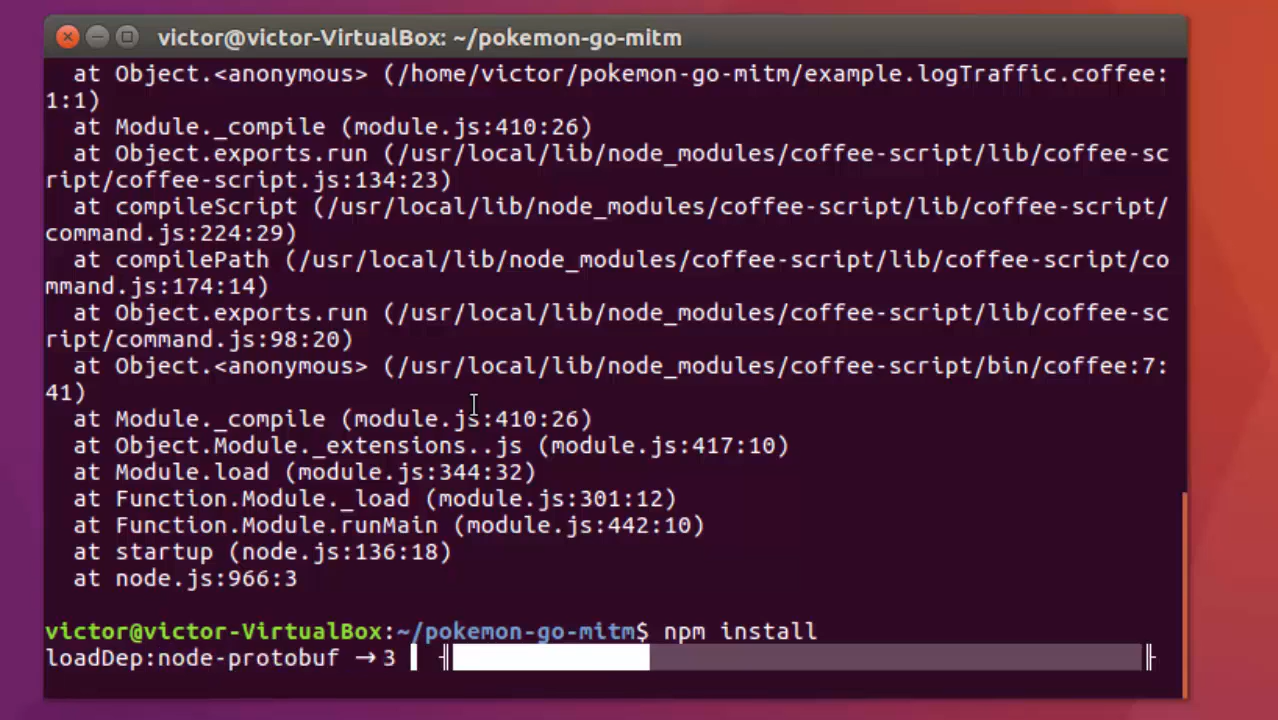 victor@victor-VirtualBox: ~/pokemon-go-mitm
at Object.<anonymous> (/home/victor/pokemon-go-mitm/example.logTraffic.coffee:
1:1)
at Module._compile (module.js:410:26)
at Object.exports.run (/usr/local/lib/node_modules/coffee-script/lib/coffee-sc
ript/coffee-script.js:134:23)
at compileScript (/usr/local/lib/node_modules/coffee-script/lib/coffee-script/
command.js:224:29)
at compilePath (/usr/local/lib/node_modules/coffee-script/lib/coffee-script/co
mmand.js:174:14)
at Object.exports.run (/usr/local/lib/node_modules/coffee-script/lib/coffee-sc
ript/command.js:98:20)
at Object.<anonymous> (/usr/local/lib/node_modules/coffee-script/bin/coffee:7:
41)
at Module._compile (module.js:410:26)
at Object.Module._extensions..js (module.js:417:10)
at Module.load (module.js:344:32)
at Function.Module._load (module.js:301:12)
at Function.Module.runMain (module.js:442:10)
at startup (node.js:136:18)
at node.js:966:3
victor@victor-VirtualBox:~/pokemon-go-mitm$ npm install
loadDep:node-protobuf → 3